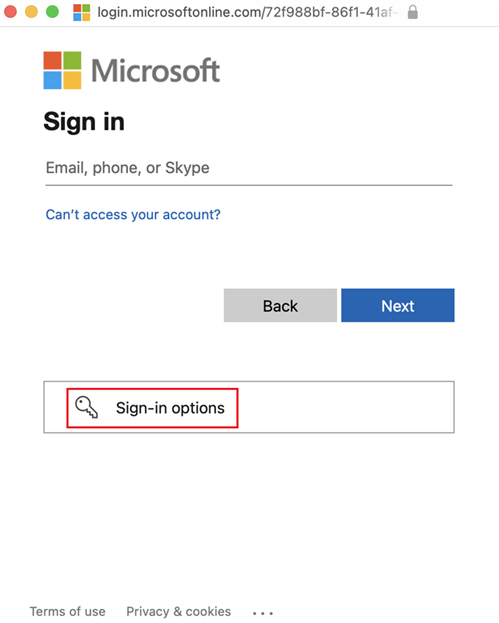 login.microsoftonline.com/72f988bf-86f1-41af-
Microsoft
Sign in
Email, phone, or Skype
Can't access your account?
Back Next
Sign-in options
Terms of use Privacy & cookies ...